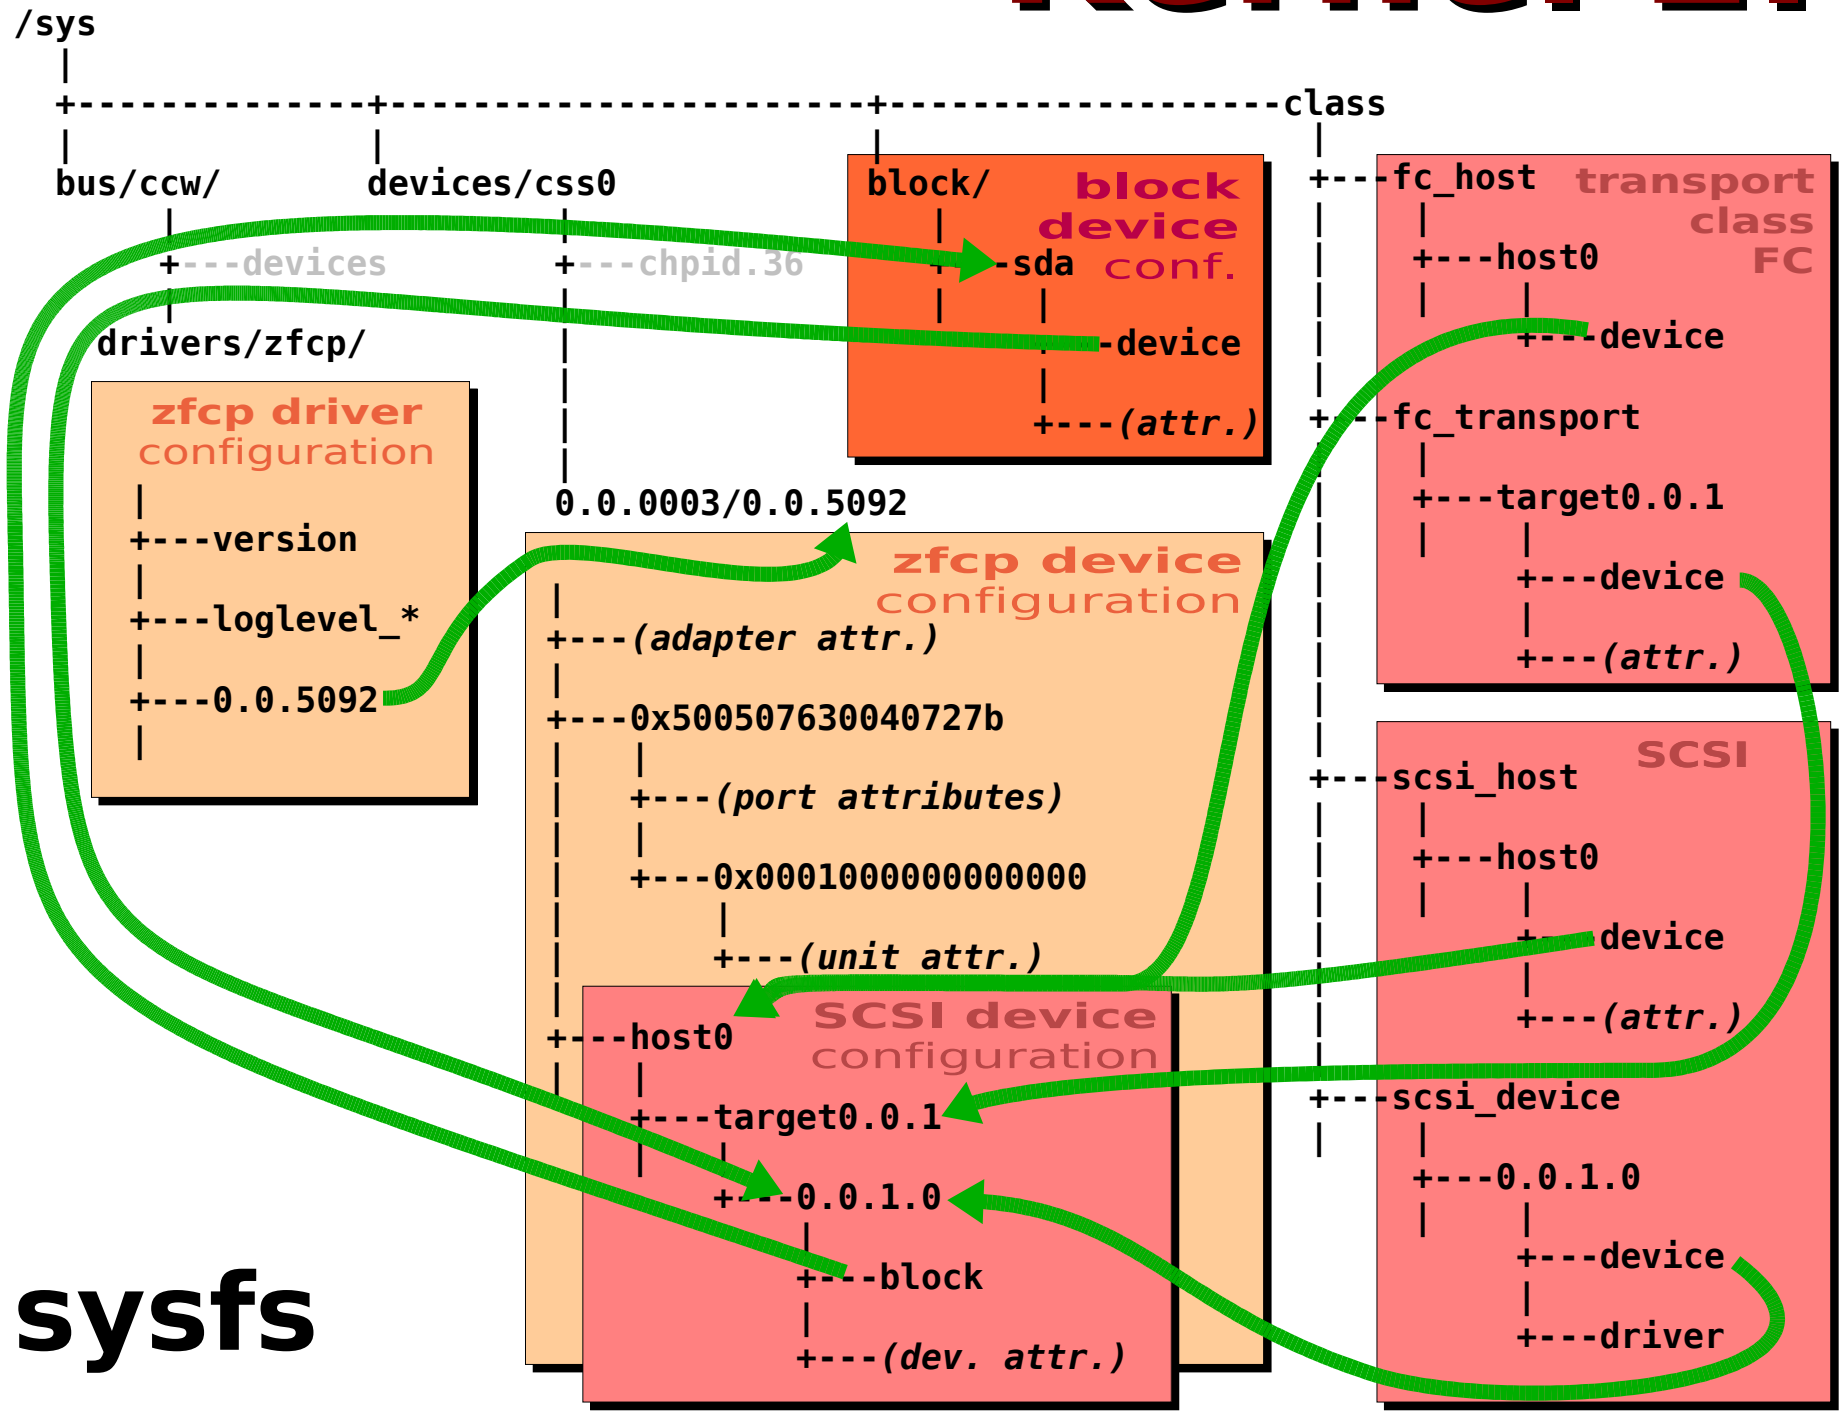 /sys
class
bus/ccw/
devices/css0
+---devices
+---chpid.36
drivers/zfcp/
zfcp driver
configuration
+---version
+---loglevel_*
+---0.0.5092
block/
block
device
conf.
-sda
-device
+---(attr.)
0.0.0003/0.0.5092
zfcp device
configuration
+---(adapter attr.)
+---0x500507630040727b
+---(port attributes)
+---0x0001000000000000
+---(unit attr.)
SCSI device
configuration
+---host0
+---target0.0.1
+---0.0.1.0
+---block
+---(dev. attr.)
transport
class
FC
+---fc_host
+---host0
+---device
+---fc_transport
+---target0.0.1
+---device
+---(attr.)
SCSI
+---scsi_host
+---host0
+---device
+---(attr.)
+---scsi_device
+---0.0.1.0
+---device
+---driver
sysfs